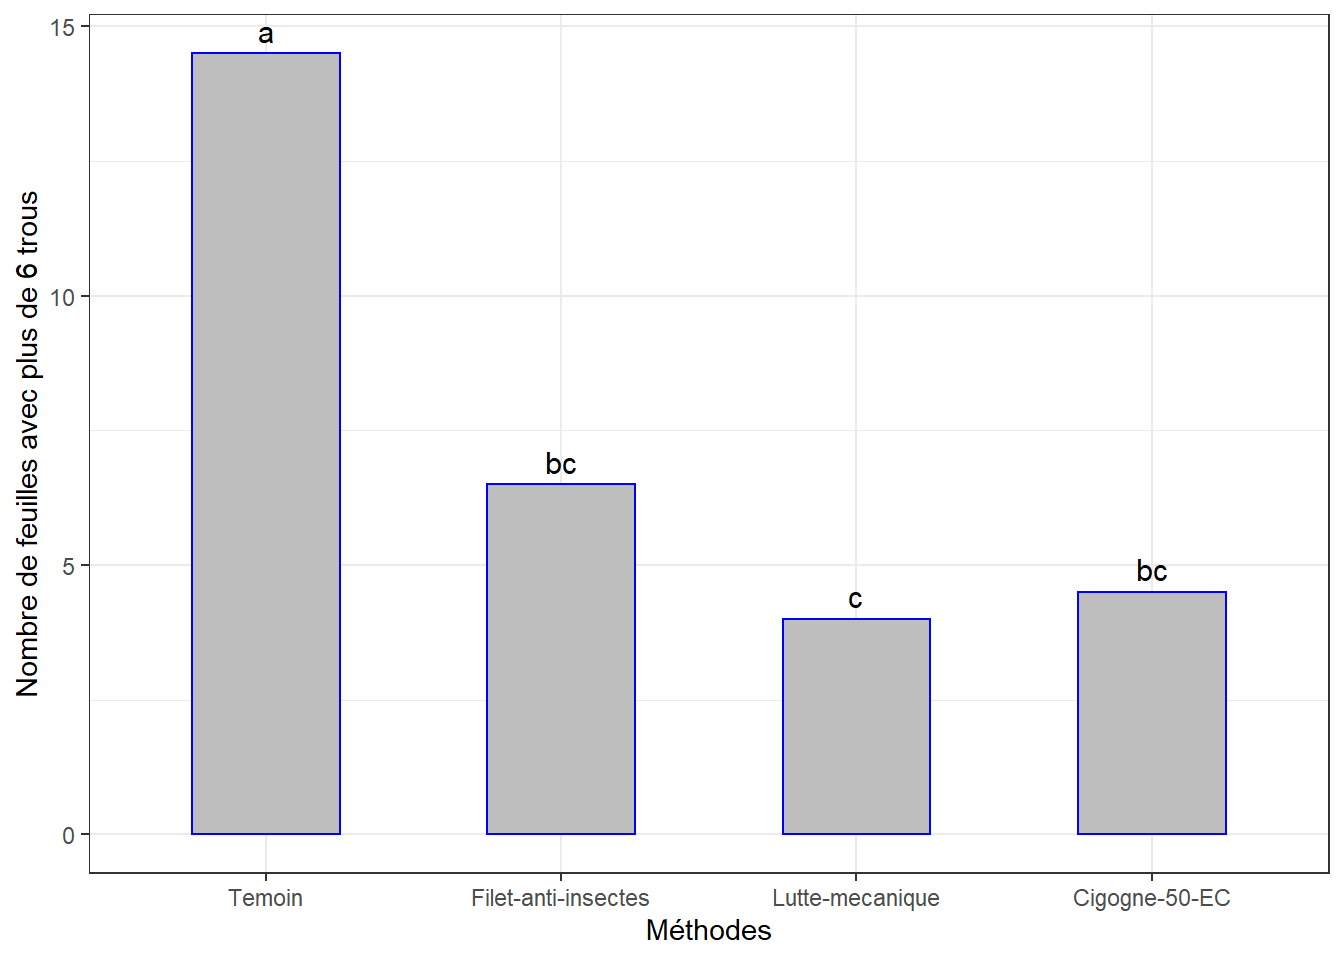 Nombre de feuilles avec plus de 6 trous
15
10
5
0
a
bc
c
bc
Temoin
Filet-anti-insectes
Lutte-mecanique
Cigogne-50-EC
Méthodes